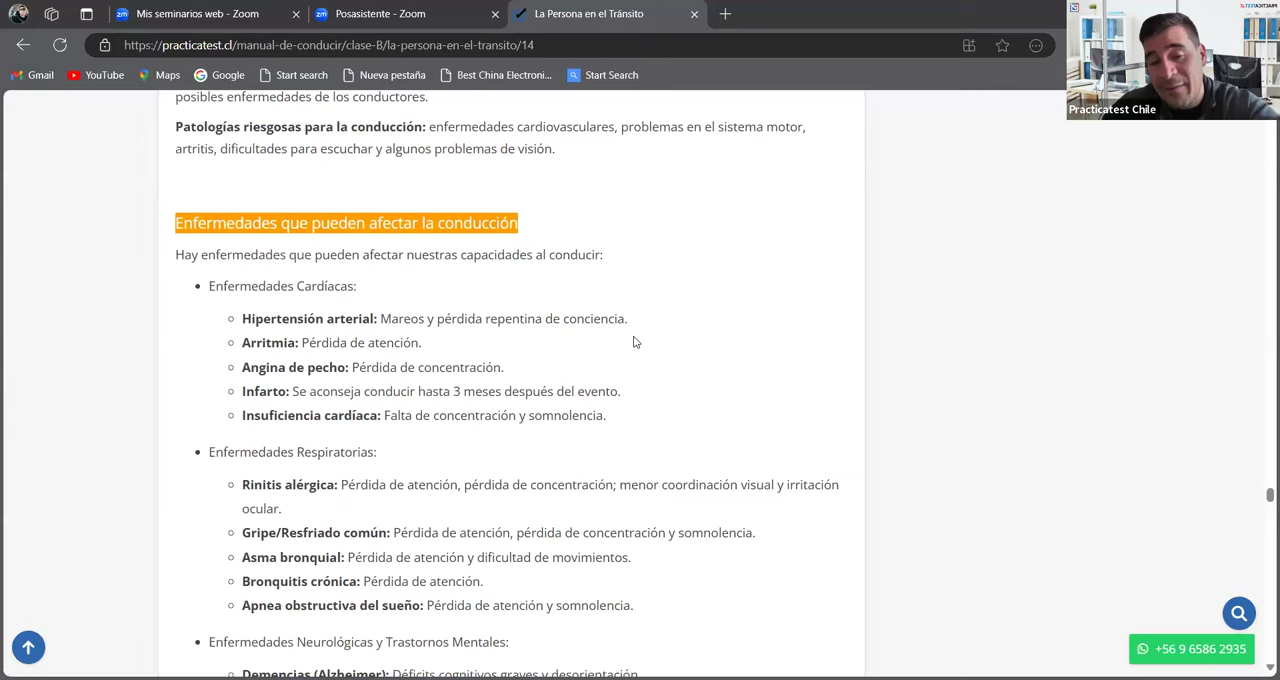 Mis seminarios web - Zoom
Posasistente - Zoom
La Persona en el Tránsito
https://practicatest.cl/manual-de-conducir/clase-B/la-persona-en-el-transito/14
Gmail
YouTube
Maps
Google
Start search
Nueva pestaña
Best China Electroni...
Start Search
Practicatest Chile
posibles enfermedades de los conductores.
Patologías riesgosas para la conducción: enfermedades cardiovasculares, problemas en el sistema motor,
artritis, dificultades para escuchar y algunos problemas de visión.
Enfermedades que pueden afectar la conducción
Hay enfermedades que pueden afectar nuestras capacidades al conducir:
Enfermedades Cardíacas:
Hipertensión arterial: Mareos y pérdida repentina de conciencia.
Arritmia: Pérdida de atención.
Angina de pecho: Pérdida de concentración.
Infarto: Se aconseja conducir hasta 3 meses después del evento.
Insuficiencia cardíaca: Falta de concentración y somnolencia.
Enfermedades Respiratorias:
Rinitis alérgica: Pérdida de atención, pérdida de concentración; menor coordinación visual y irritación
ocular.
Gripe/Resfriado común: Pérdida de atención, pérdida de concentración y somnolencia.
Asma bronquial: Pérdida de atención y dificultad de movimientos.
Bronquitis crónica: Pérdida de atención.
Apnea obstructiva del sueño: Pérdida de atención y somnolencia.
Enfermedades Neurológicas y Trastornos Mentales:
Demencias (Alzheimer): Déficits cognitivos graves y desorientación
+56 9 6586 2935